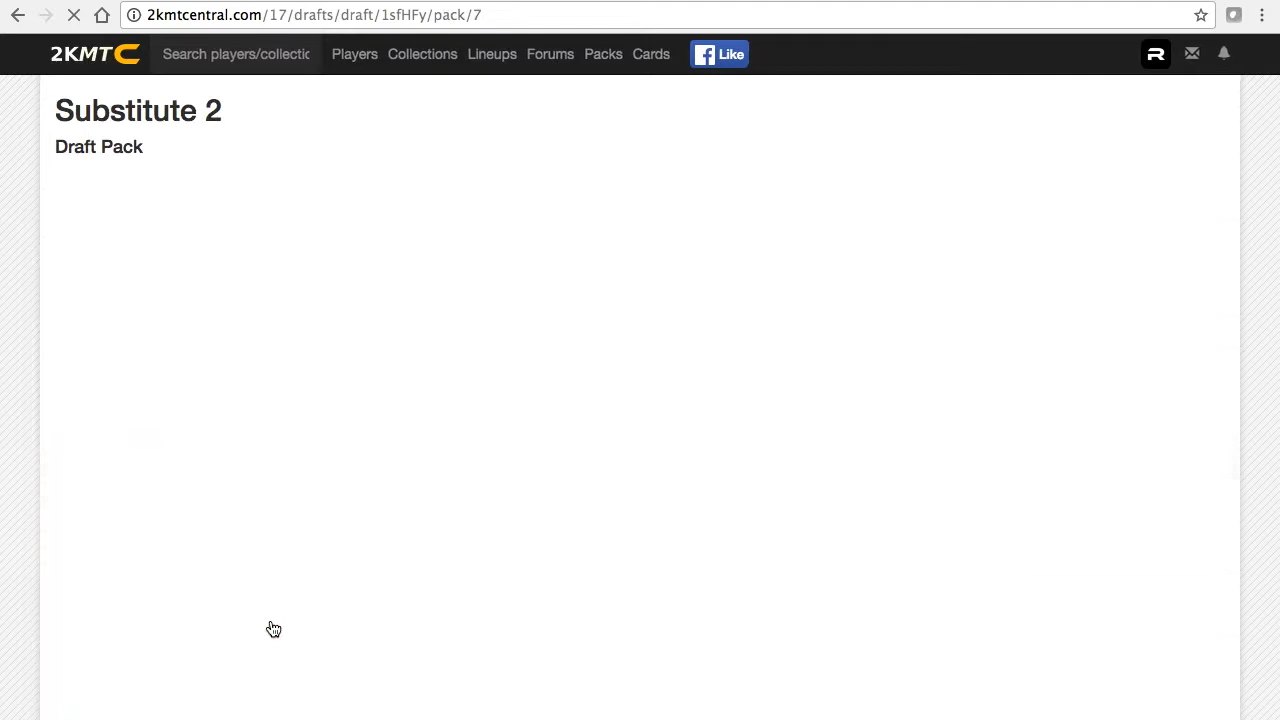 2kmtcentral.com/17/drafts/draft/1sfHFy/pack/7
2KMTC Search players/collectic Players Collections Lineups Forums Packs Cards Like
Substitute 2
Draft Pack